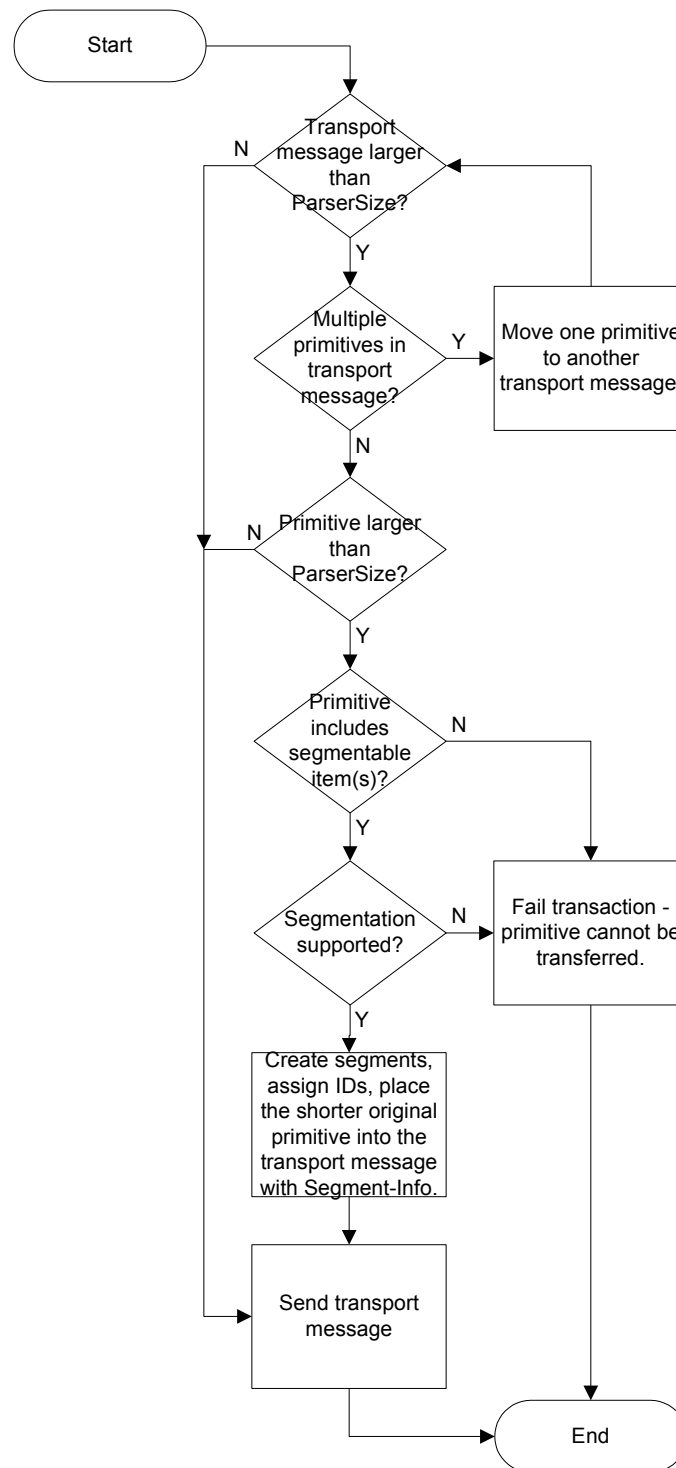 Start
Transport
message larger
than
ParserSize?
N
Y
Multiple
primitives in
transport
message?
Y
Move one primitive
to another
transport message
N
Primitive larger
than
ParserSize?
N
Y
Primitive
includes
segmentable
item(s)?
N
Y
Segmentation
supported?
N
Fail transaction -
primitive cannot be
transferred.
Y
Create segments,
assign IDs, place
the shorter original
primitive into the
transport message
with Segment-Info.
Send transport
message
End